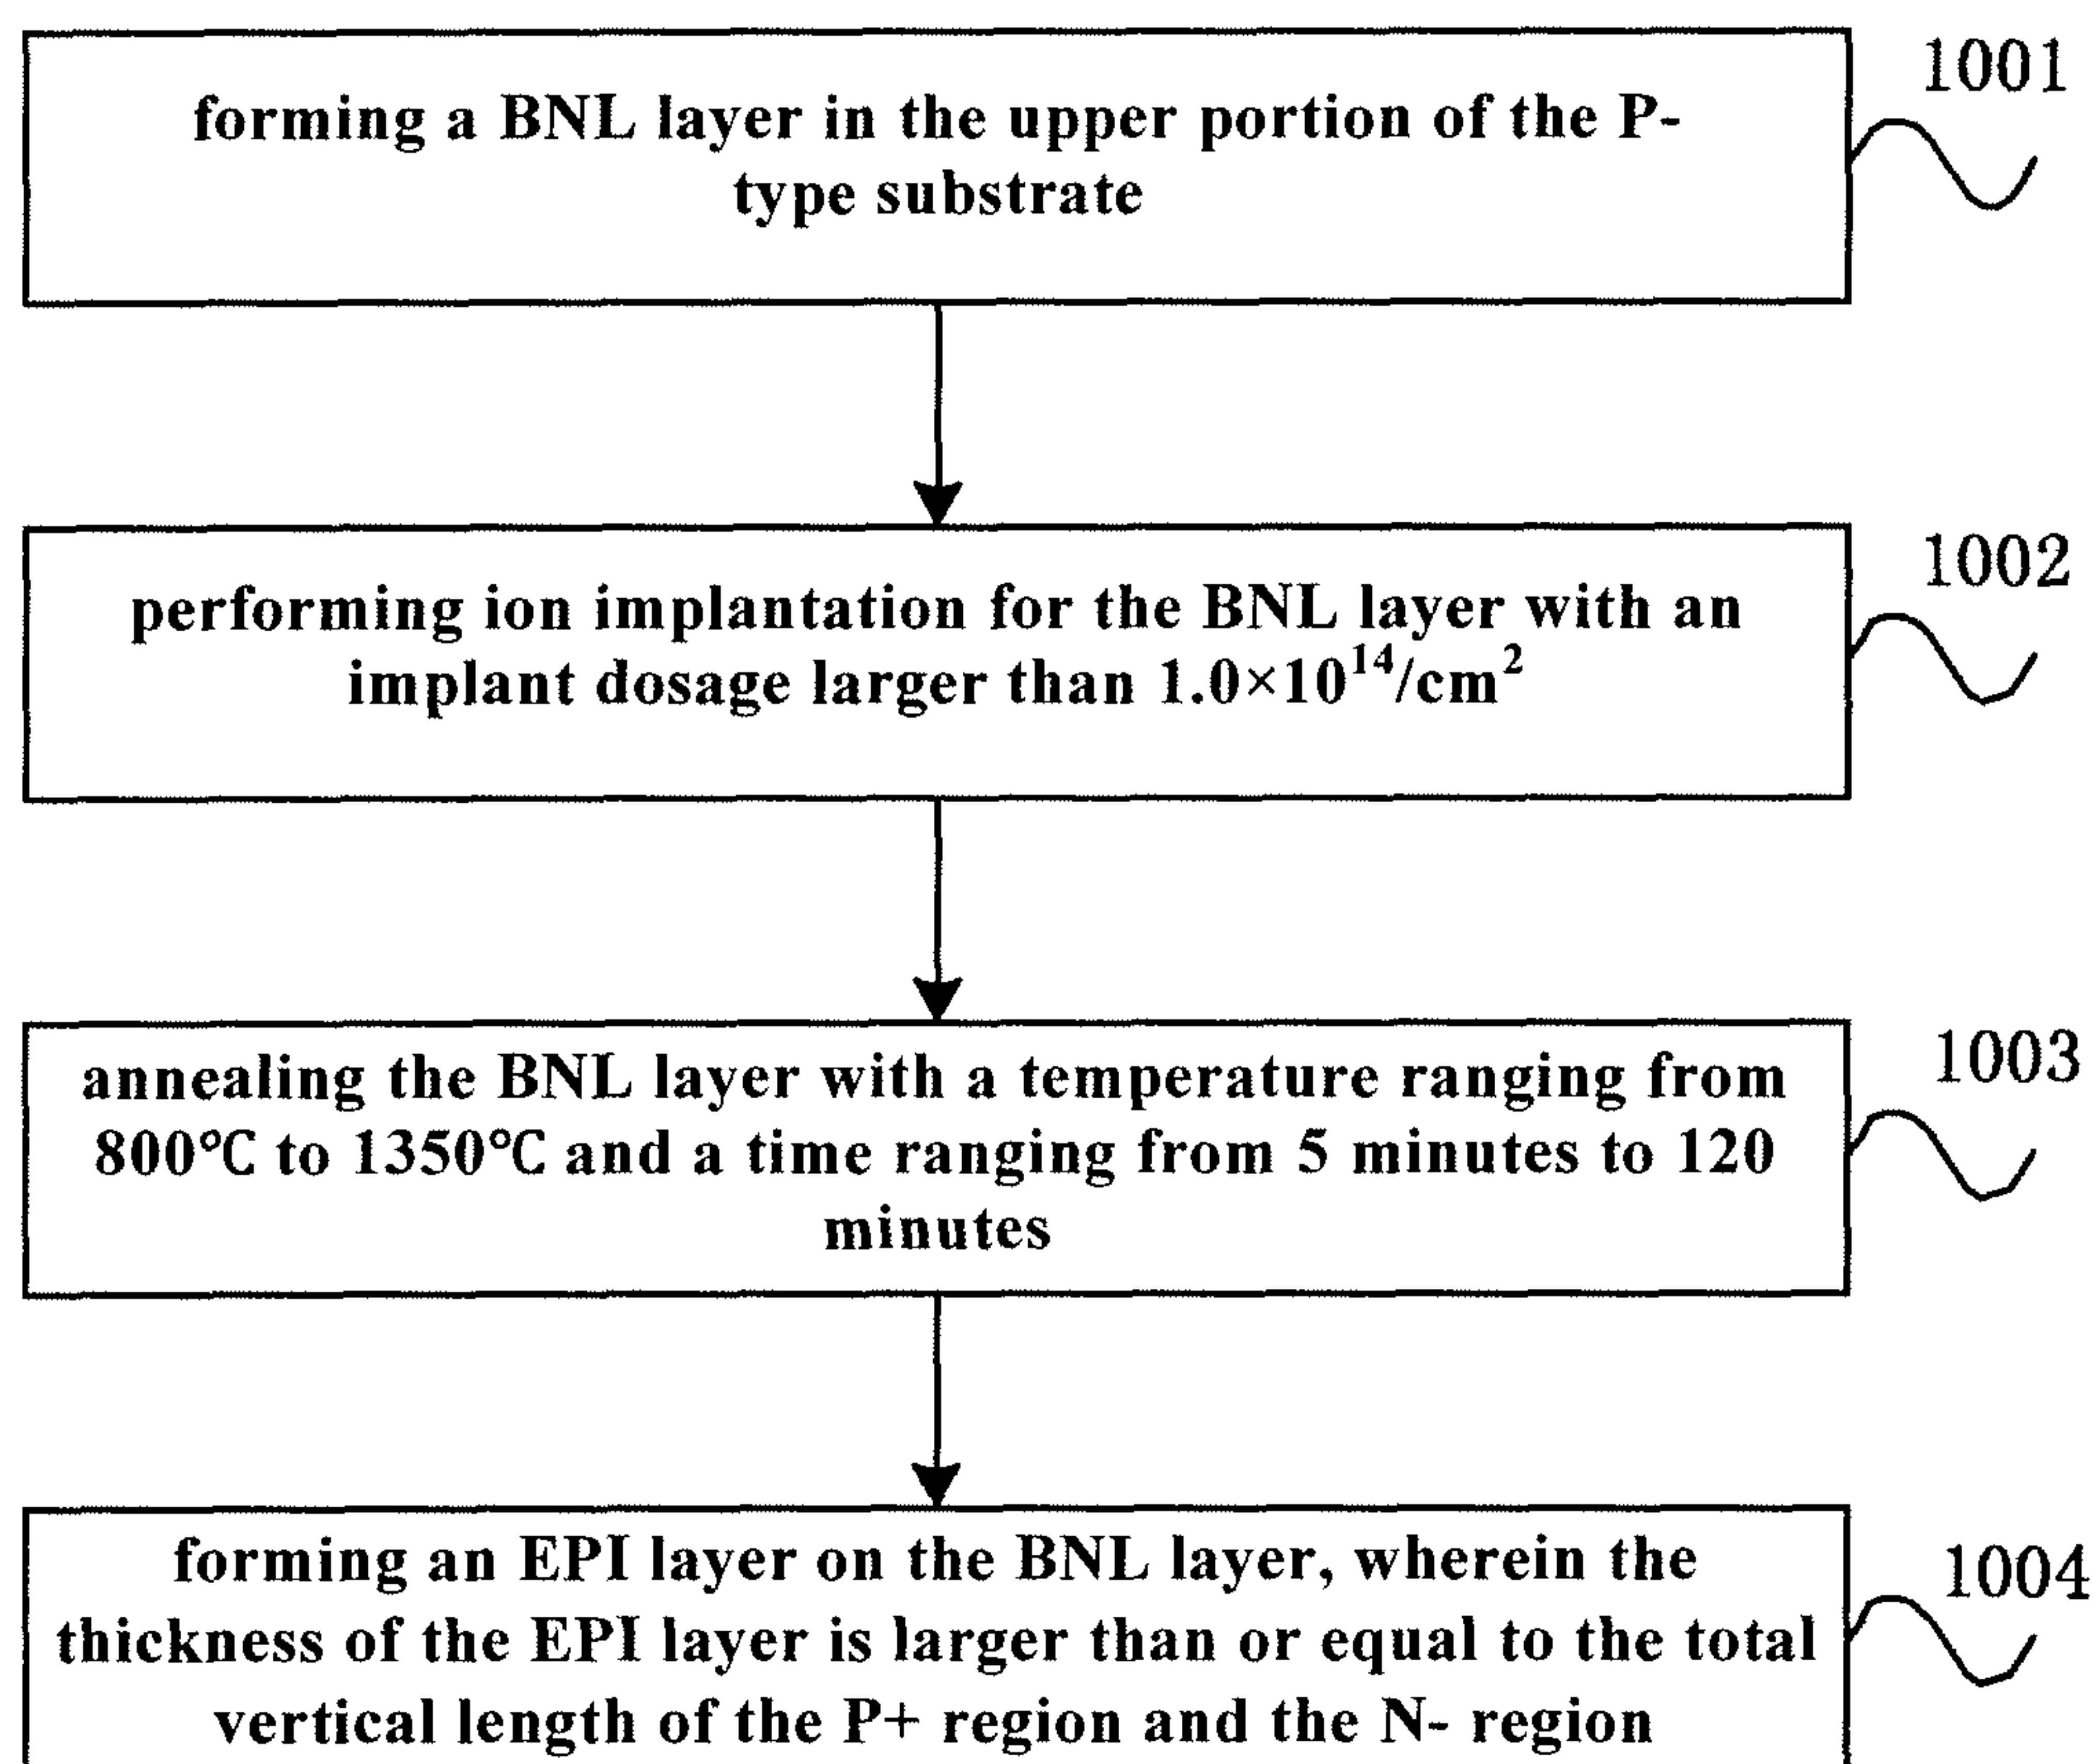 1001
forming a BNL layer in the upper portion of the P-
type substrate
1002
performing ion implantation for the BNL layer with an
implant dosage larger than 1.0×10¹⁴/cm²
1003
annealing the BNL layer with a temperature ranging from
800℃ to 1350℃ and a time ranging from 5 minutes to 120
minutes
1004
forming an EPI layer on the BNL layer, wherein the
thickness of the EPI layer is larger than or equal to the total
vertical length of the P+ region and the N- region